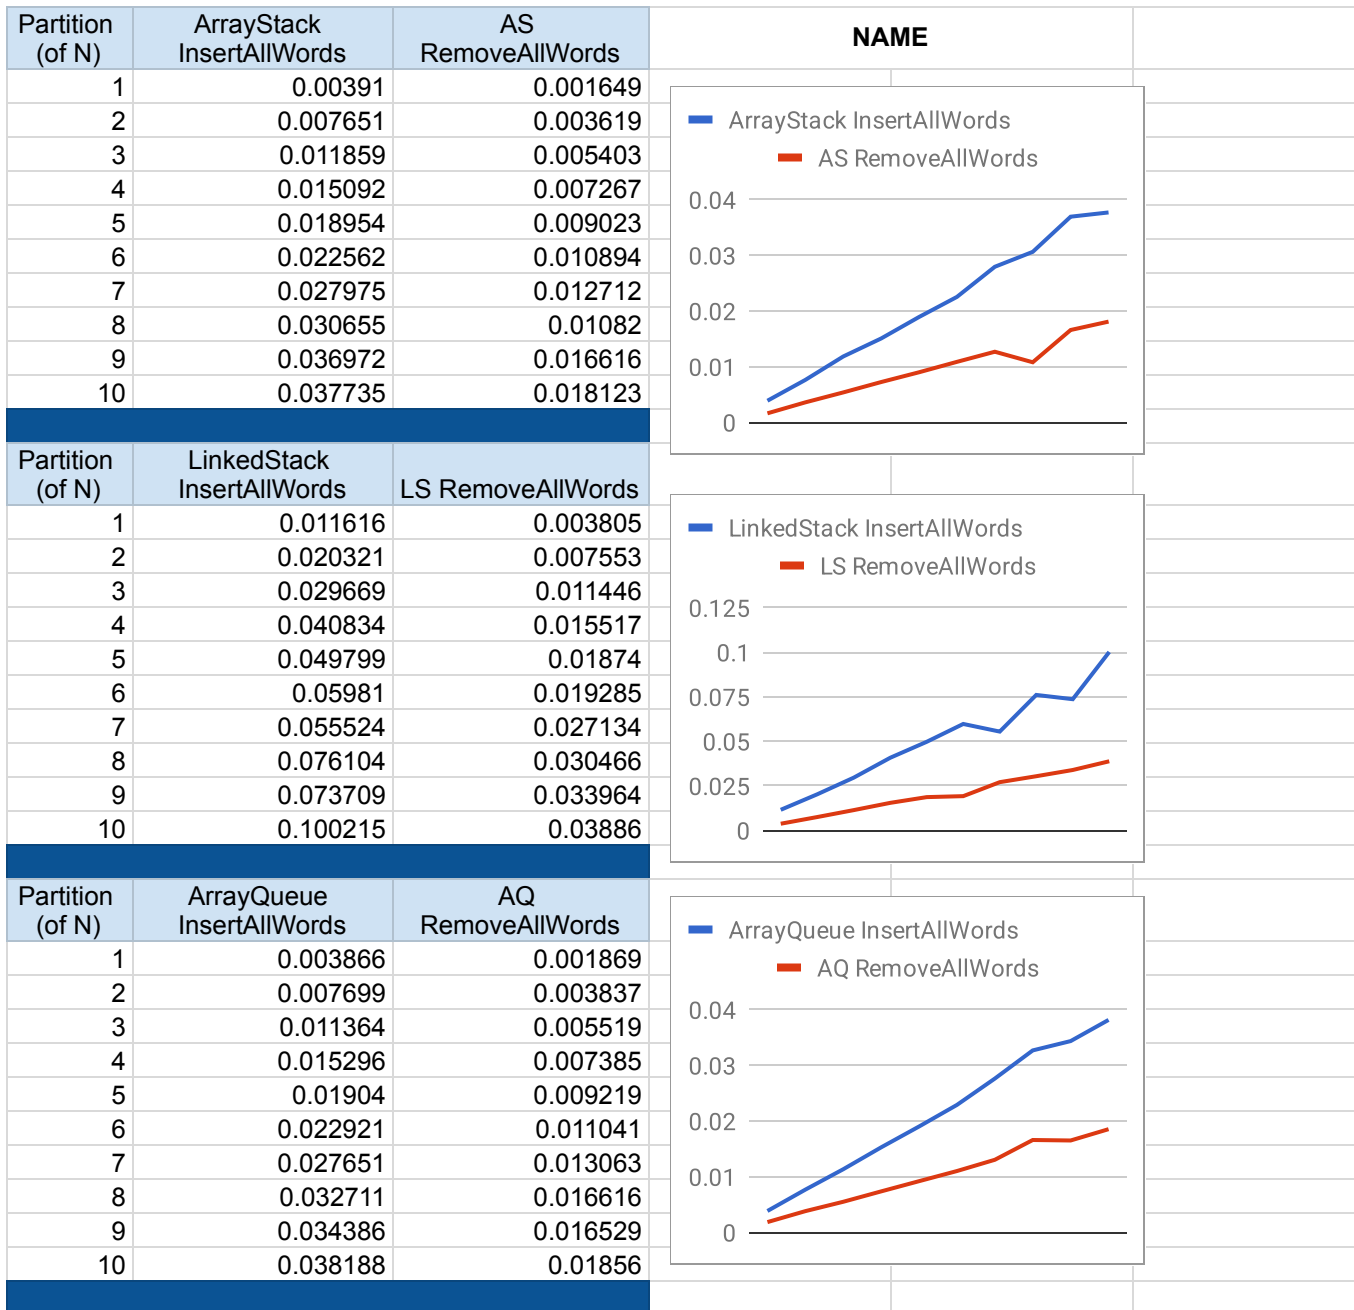 Partition (of N) ArrayStack InsertAllWords AS RemoveAllWords NAME
1 0.00391 0.001649
2 0.007651 0.003619
3 0.011859 0.005403
4 0.015092 0.007267
5 0.018954 0.009023
6 0.022562 0.010894
7 0.027975 0.012712
8 0.030655 0.01082
9 0.036972 0.016616
10 0.037735 0.018123
ArrayStack InsertAllWords
AS RemoveAllWords
0.04
0.03
0.02
0.01
0
Partition (of N) LinkedStack InsertAllWords LS RemoveAllWords
1 0.011616 0.003805
2 0.020321 0.007553
3 0.029669 0.011446
4 0.040834 0.015517
5 0.049799 0.01874
6 0.05981 0.019285
7 0.055524 0.027134
8 0.076104 0.030466
9 0.073709 0.033964
10 0.100215 0.03886
LinkedStack InsertAllWords
LS RemoveAllWords
0.125
0.1
0.075
0.05
0.025
0
Partition (of N) ArrayQueue InsertAllWords AQ RemoveAllWords
1 0.003866 0.001869
2 0.007699 0.003837
3 0.011364 0.005519
4 0.015296 0.007385
5 0.01904 0.009219
6 0.022921 0.011041
7 0.027651 0.013063
8 0.032711 0.016616
9 0.034386 0.016529
10 0.038188 0.01856
ArrayQueue InsertAllWords
AQ RemoveAllWords
0.04
0.03
0.02
0.01
0